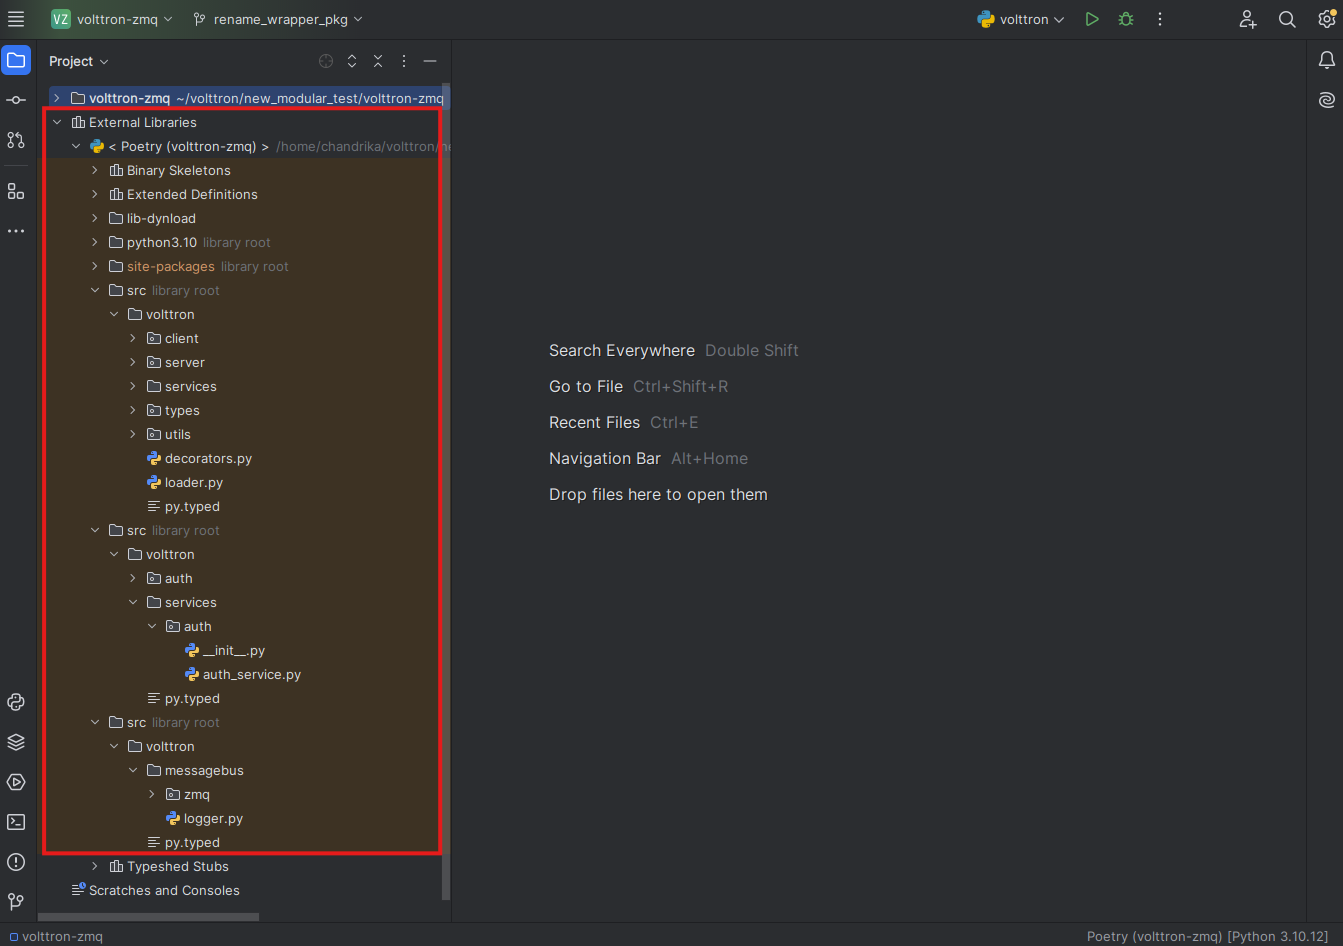 VZ volttron-zmq rename_wrapper_pkg volttron
Project
volttron-zmq ~/volttron/new_modular_test/volttron-zmq
External Libraries
< Poetry (volttron-zmq) > /home/chandrika/volttron/
Binary Skeletons
Extended Definitions
lib-dynload
python3.10 library root
site-packages library root
src library root
volttron
client
server
services
types
utils
decorators.py
loader.py
py.typed
src library root
volttron
auth
services
auth
__init__.py
auth_service.py
py.typed
src library root
volttron
messagebus
zmq
logger.py
py.typed
Typeshed Stubs
Scratches and Consoles
Search Everywhere Double Shift
Go to File Ctrl+Shift+R
Recent Files Ctrl+E
Navigation Bar Alt+Home
Drop files here to open them
volttron-zmq Poetry (volttron-zmq) [Python 3.10.12]